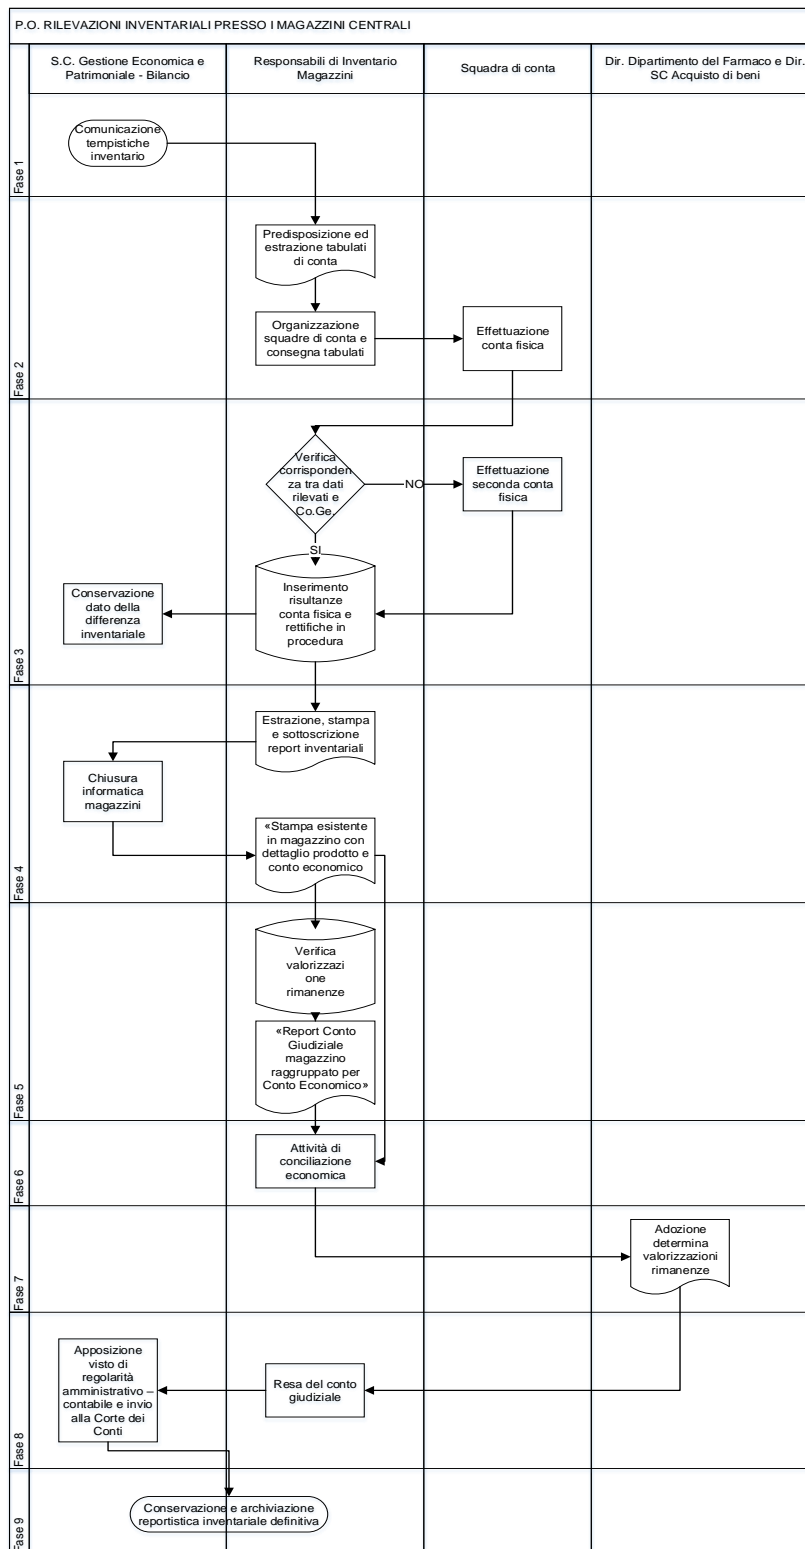 P.O. RILEVAZIONI INVENTARIALI PRESSO I MAGAZZINI CENTRALI
S.C. Gestione Economica e
Patrimoniale - Bilancio
Responsabili di Inventario
Magazzini
Squadra di conta
Dir. Dipartimento del Farmaco e Dir.
SC Acquisto di beni
Fase 1
Comunicazione
tempistiche
inventario
Fase 2
Predisposizione ed
estrazione tabulati
di conta
Organizzazione
squadre di conta e
consegna tabulati
Effettuazione
conta fisica
Fase 3
Verifica
corrisponden
za tra dati
rilevati e
Co.Ge.
NO
Effettuazione
seconda conta
fisica
SI
Inserimento
risultanze
conta fisica e
rettifiche in
procedura
Conservazione
dato della
differenza
inventariale
Fase 4
Estrazione, stampa
e sottoscrizione
report inventariali
Chiusura
informatica
magazzini
«Stampa esistente
in magazzino con
dettaglio prodotto e
conto economico
Fase 5
Verifica
valorizzazi
one
rimanenze
«Report Conto
Giudiziale
magazzino
raggruppato per
Conto Economico»
Fase 6
Attività di
conciliazione
economica
Fase 7
Adozione
determina
valorizzazioni
rimanenze
Fase 8
Resa del conto
giudiziale
Apposizione
visto di
regolarità
amministrativo –
contabile e invio
alla Corte dei
Conti
Fase 9
Conservazione e archiviazione
reportistica inventariale definitiva